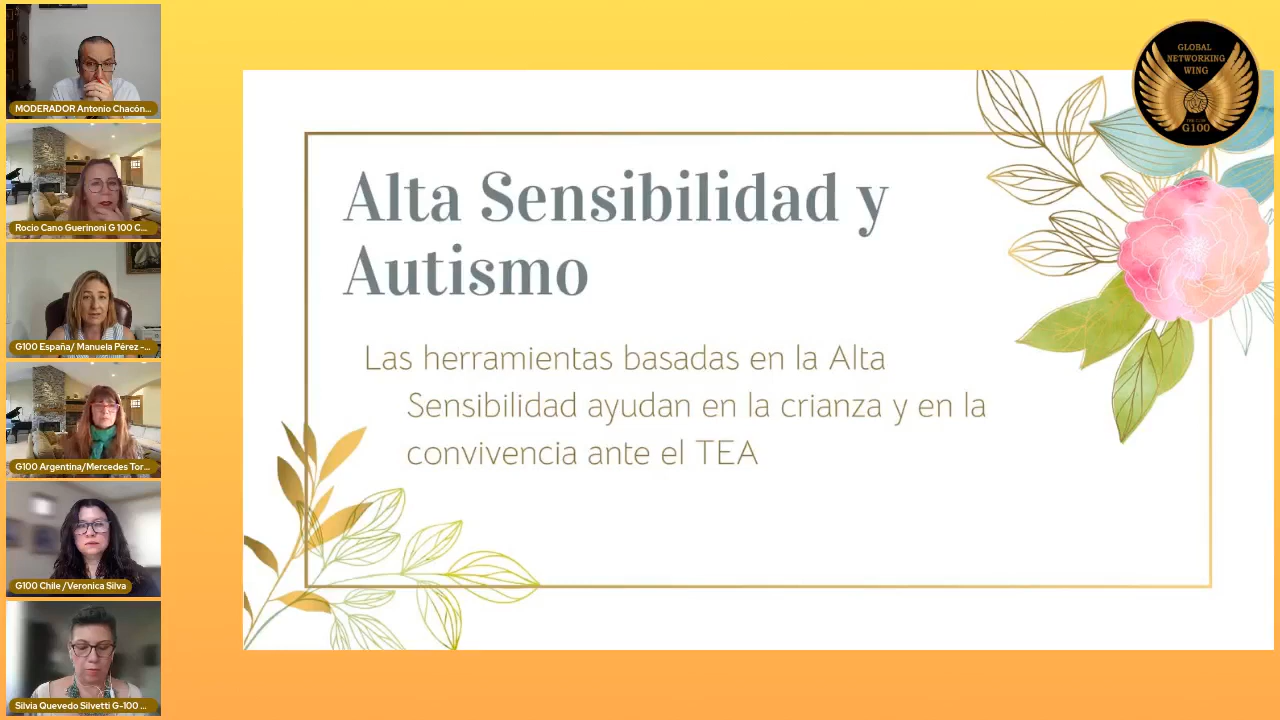 MODERADOR Antonio Chacón...
Rocio Cano Guerinoni G 100 C...
G100 España/ Manuela Pérez -...
G100 Argentina/Mercedes Tor...
G100 Chile /Veronica Silva
Silvia Quevedo Silvetti G-100 ...
Alta Sensibilidad y
Autismo
Las herramientas basadas en la Alta
Sensibilidad ayudan en la crianza y en la
convivencia ante el TEA
GLOBAL
NETWORKING
WING
G100